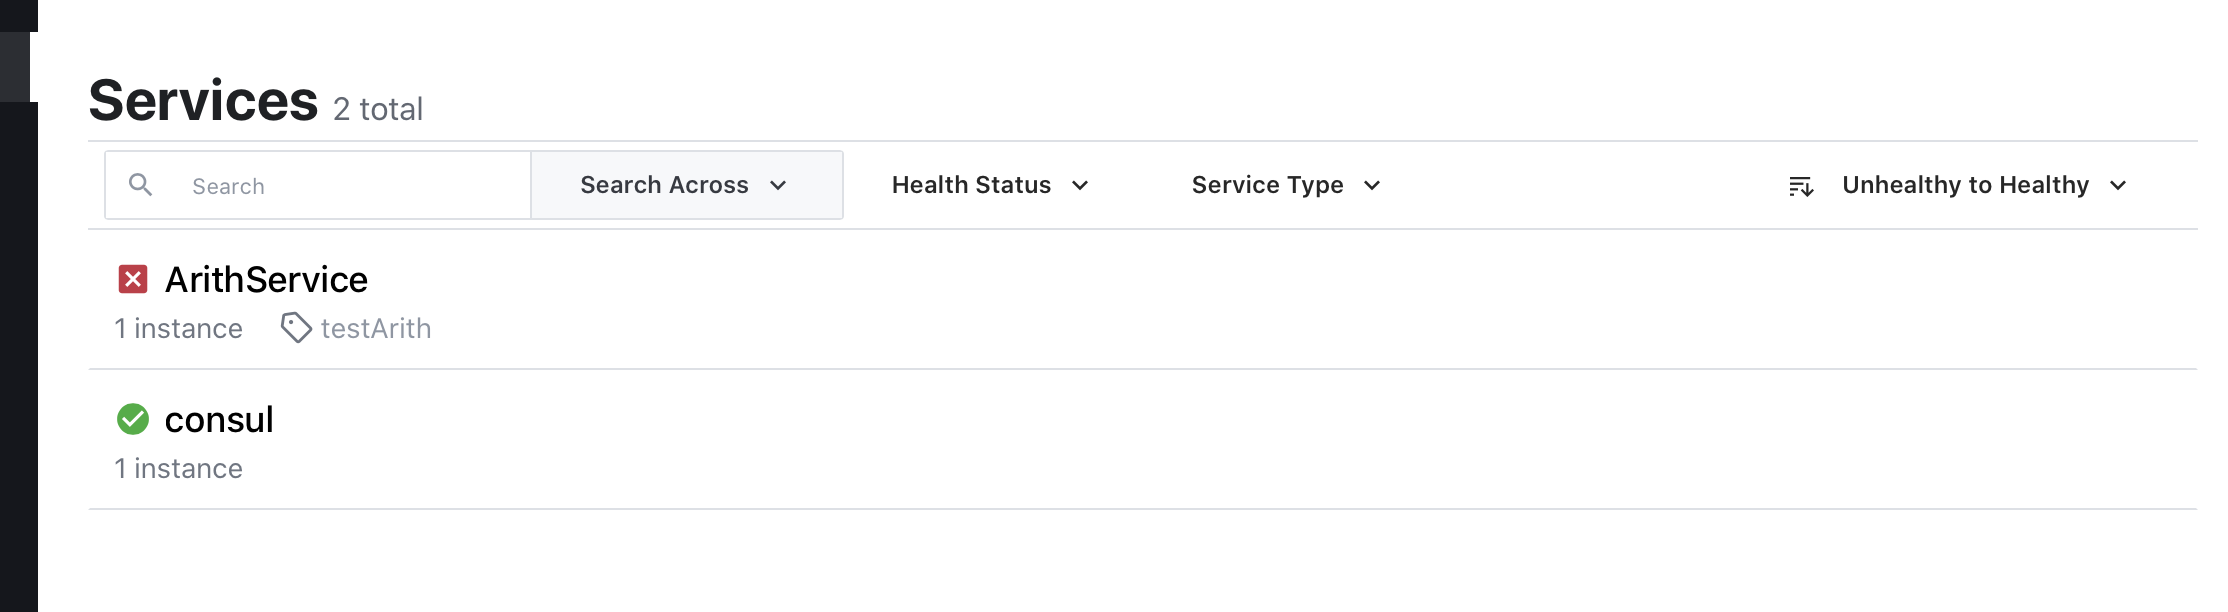 Services 2 total
Search Search Across Health Status Service Type Unhealthy to Healthy
ArithService
1 instance testArith
consul
1 instance